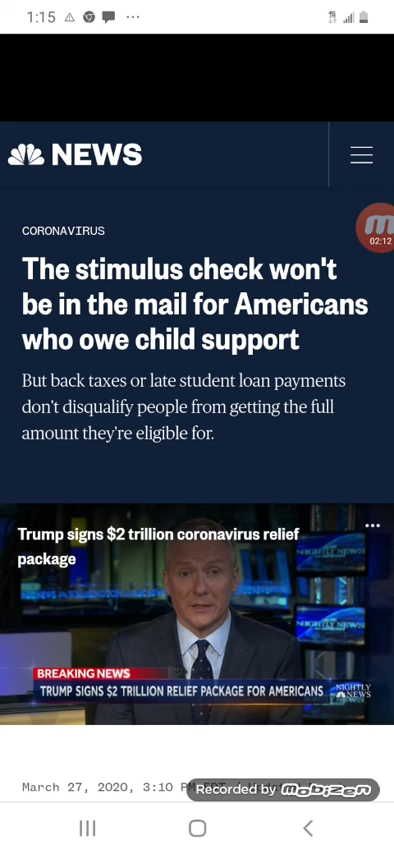 1:15
NEWS
CORONAVIRUS
02:12
The stimulus check won't
be in the mail for Americans
who owe child support
But back taxes or late student loan payments
don't disqualify people from getting the full
amount they're eligible for.
Trump signs $2 trillion coronavirus relief
package
NIGHTLY NEWS
BREAKING NEWS
TRUMP SIGNS $2 TRILLION RELIEF PACKAGE FOR AMERICANS
NIGHTLY
NEWS
March 27, 2020, 3:10 PM
Recorded by mobizen